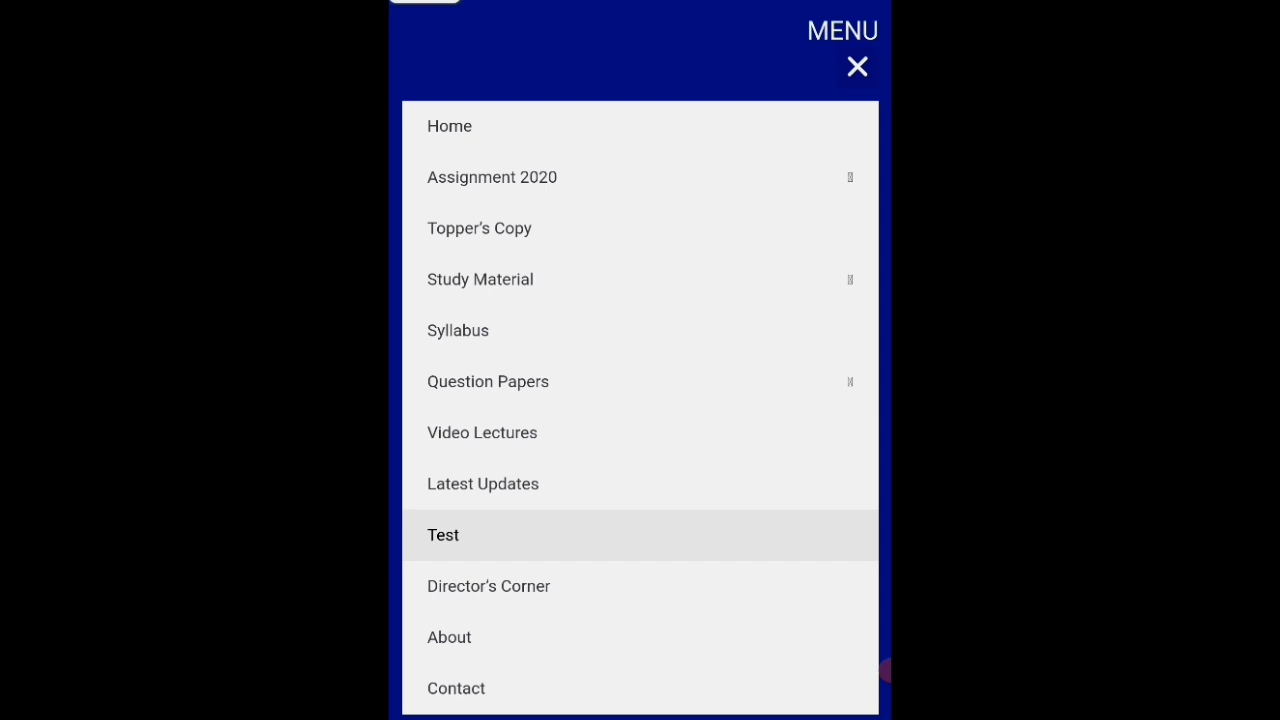 MENU
Home
Assignment 2020
Topper’s Copy
Study Material
Syllabus
Question Papers
Video Lectures
Latest Updates
Test
Director’s Corner
About
Contact